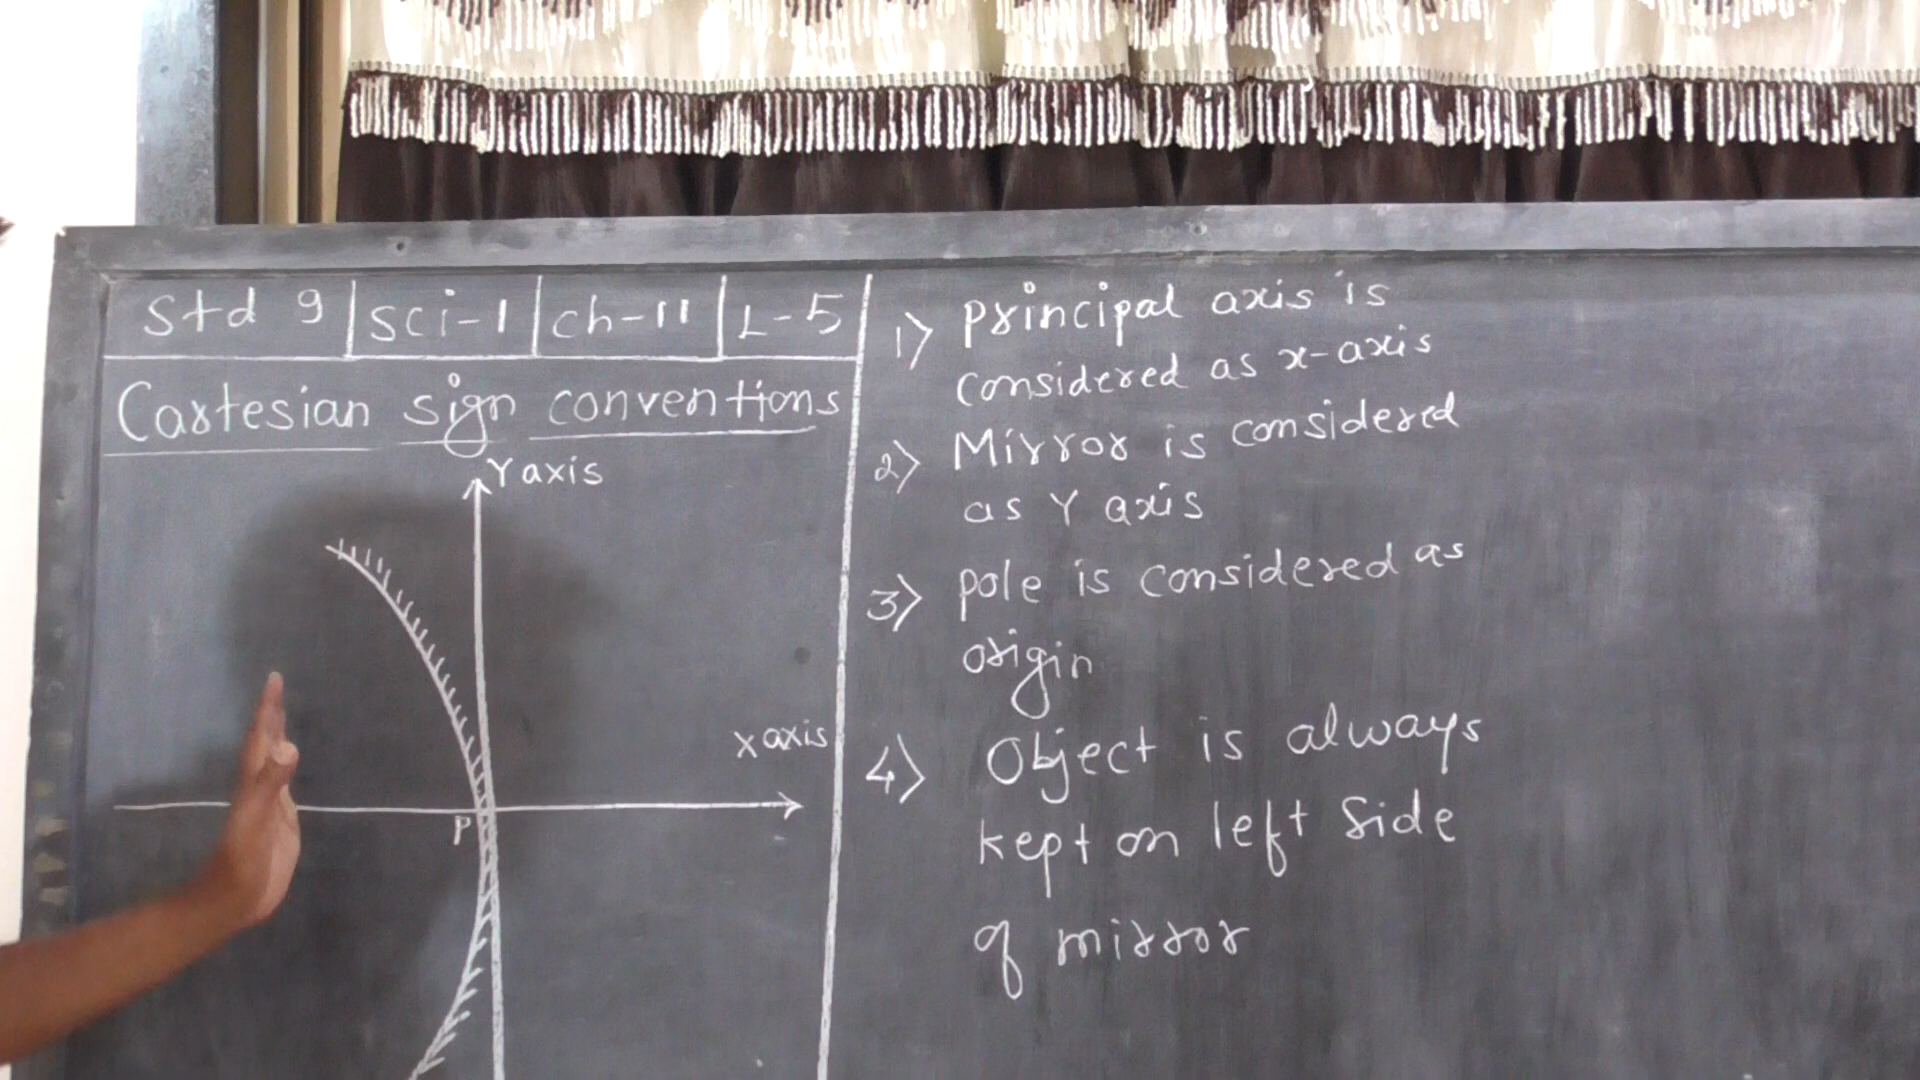 Std 9 | Sci-1 | Ch-11 | L-5
Cartesian sign conventions
Y axis
X axis
P
1) principal axis is
considered as x-axis
2) Mirror is considered
as Y axis
3) pole is considered as
origin
4) Object is always
kept on left side
of mirror